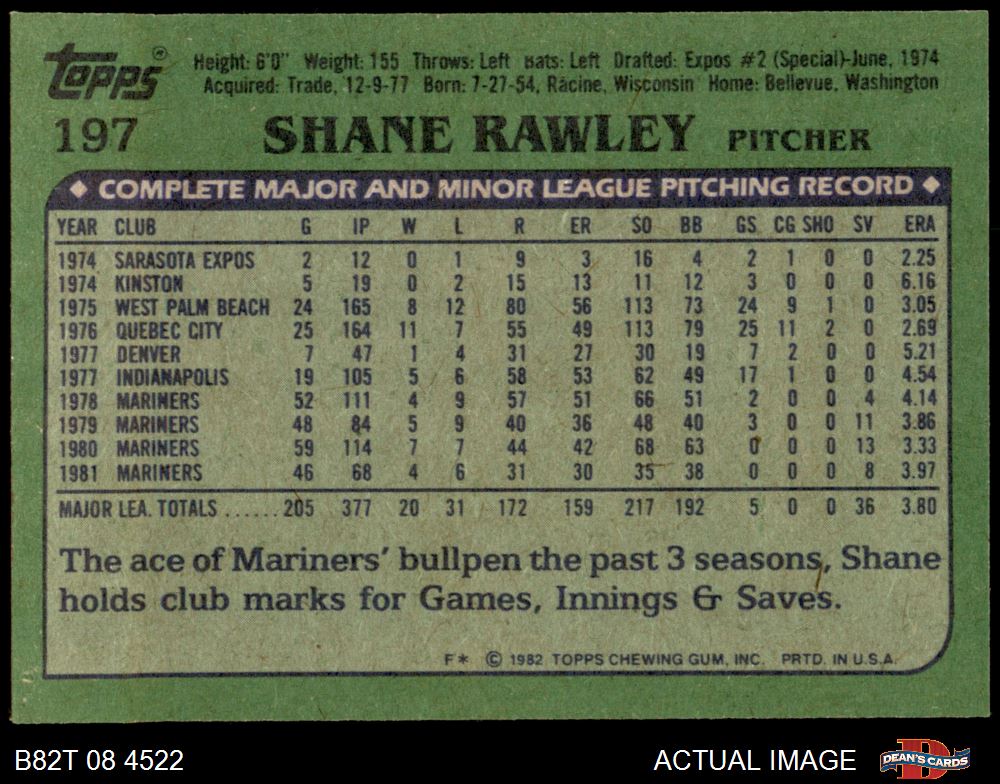 Topps® Height: 6'0" Weight: 155 Throws: Left Bats: Left Drafted: Expos #2 (Special)-June, 1974
Acquired: Trade, 12-9-77 Born: 7-27-54, Racine, Wisconsin Home: Bellevue, Washington
197 SHANE RAWLEY PITCHER
◆ COMPLETE MAJOR AND MINOR LEAGUE PITCHING RECORD ◆
YEAR CLUB G IP W L R ER SO BB GS CG SHO SV ERA
1974 SARASOTA EXPOS 2 12 0 1 9 3 16 4 2 1 0 0 2.25
1974 KINSTON 5 19 0 2 15 13 11 12 3 0 0 0 6.16
1975 WEST PALM BEACH 24 165 8 12 80 56 113 73 24 9 1 0 3.05
1976 QUEBEC CITY 25 164 11 7 55 49 113 79 25 11 2 0 2.69
1977 DENVER 7 47 1 4 31 27 30 19 7 2 0 0 5.21
1977 INDIANAPOLIS 19 105 5 6 58 53 62 49 17 1 0 0 4.54
1978 MARINERS 52 111 4 9 57 51 66 51 2 0 0 4 4.14
1979 MARINERS 48 84 5 9 40 36 48 40 3 0 0 11 3.86
1980 MARINERS 59 114 7 7 44 42 68 63 0 0 0 13 3.33
1981 MARINERS 46 68 4 6 31 30 35 38 0 0 0 8 3.97
MAJOR LEA. TOTALS ...... 205 377 20 31 172 159 217 192 5 0 0 36 3.80
The ace of Mariners' bullpen the past 3 seasons, Shane
holds club marks for Games, Innings & Saves.
F* © 1982 TOPPS CHEWING GUM, INC. PRTD. IN U.S.A.
B82T 08 4522 ACTUAL IMAGE DEAN'S CARDS